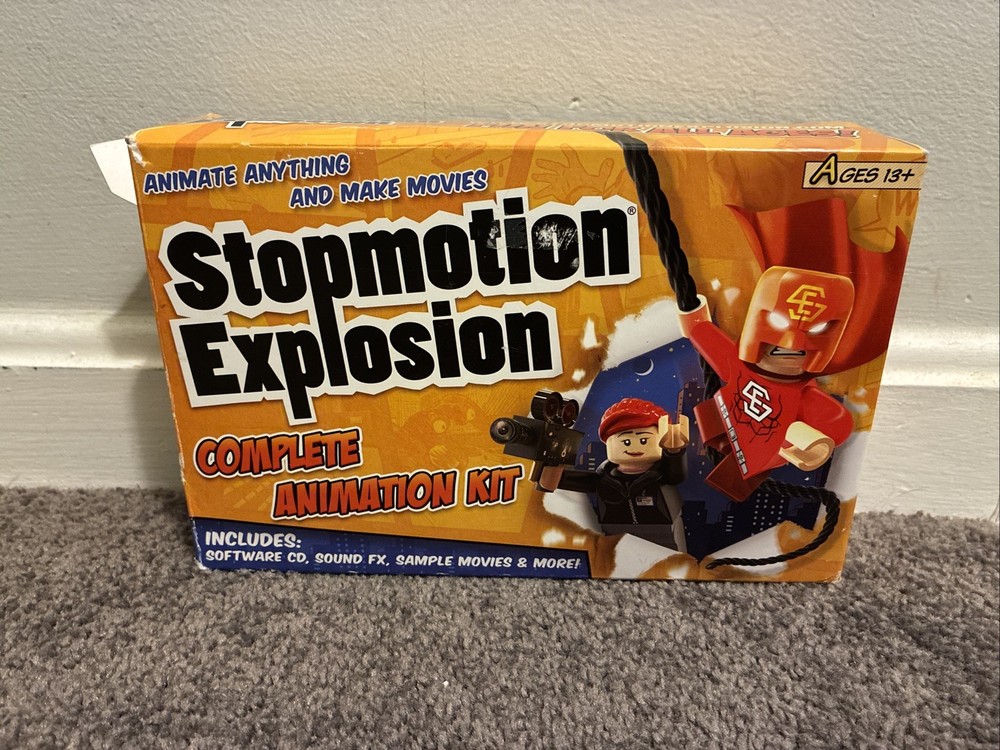 ANIMATE ANYTHING
AND MAKE MOVIES
AGES 13+
Stopmotion®
Explosion
COMPLETE
ANIMATION KIT
INCLUDES:
SOFTWARE CD, SOUND FX, SAMPLE MOVIES & MORE!